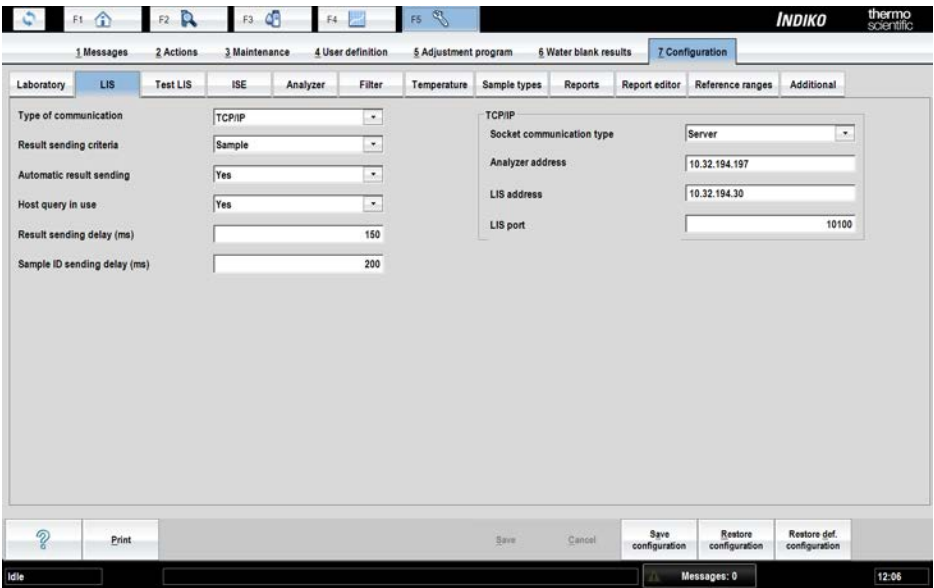 F1 F2 F3 F4 F5 INDIKO thermo scientific
1 Messages 2 Actions 3 Maintenance 4 User definition 5 Adjustment program 6 Water blank results 7 Configuration
Laboratory LIS Test LIS ISE Analyzer Filter Temperature Sample types Reports Report editor Reference ranges Additional
Type of communication TCP/IP
Result sending criteria Sample
Automatic result sending Yes
Host query in use Yes
Result sending delay (ms) 150
Sample ID sending delay (ms) 200
TCP/IP
Socket communication type Server
Analyzer address 10.32.194.197
LIS address 10.32.194.30
LIS port 10100
? Print Save Cancel Save configuration Restore configuration Restore def. configuration
Idle Messages: 0 12:06